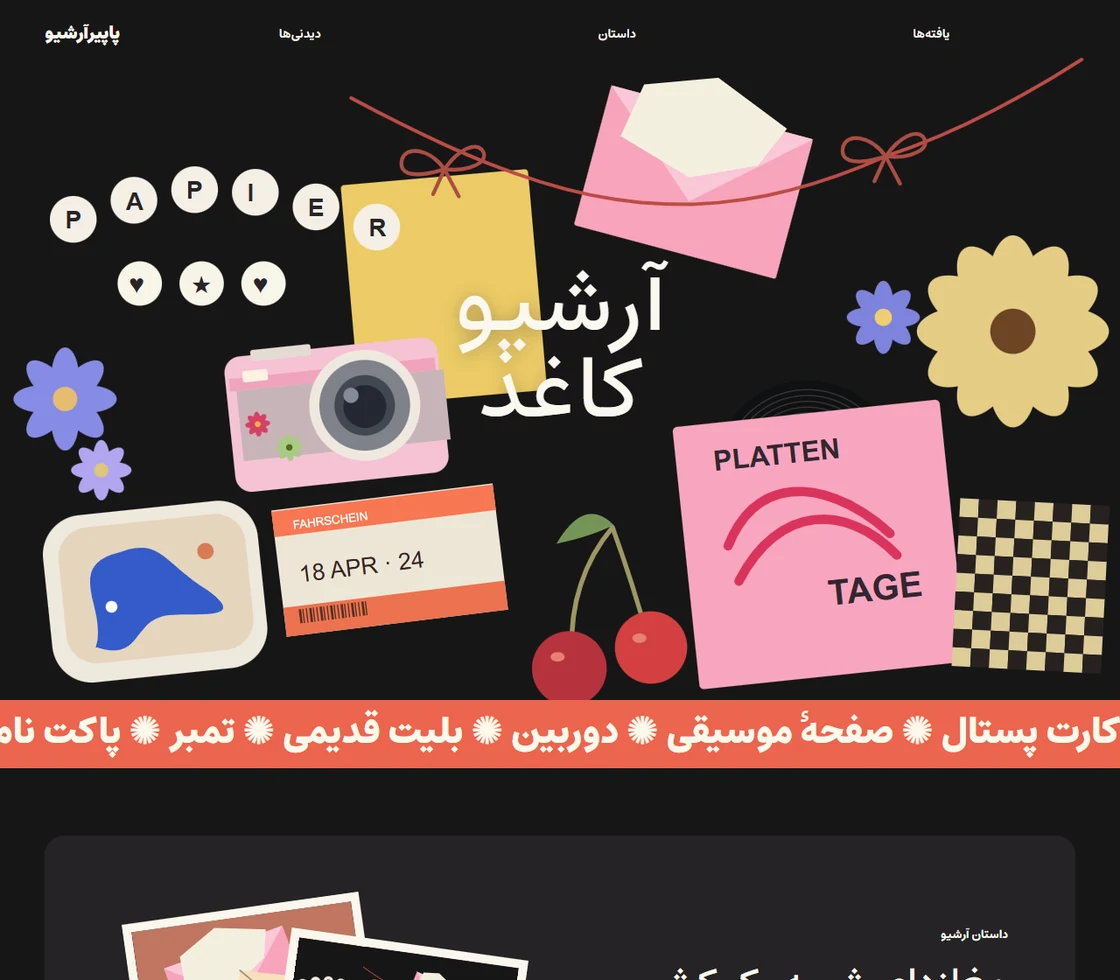 یافته‌ها
داستان
دیدنی‌ها
پاپیرآرشیو
P A P I E R
♥ ★ ♥
آرشیو
کاغذ
FAHRSCHEIN
18 APR · 24
PLATTEN
TAGE
کارت پستال ✺ صفحهٔ موسیقی ✺ دوربین ✺ بلیت قدیمی ✺ تمبر ✺ پاکت نام
داستان آرشیو